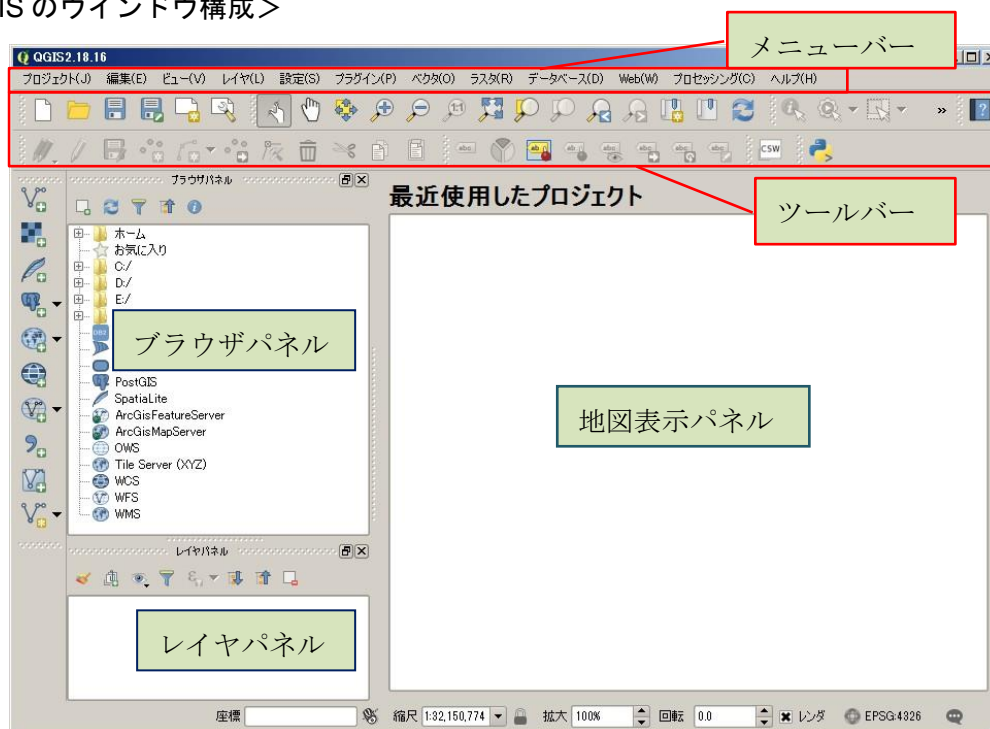 IS のウインドウ構成＞
メニューバー
QGIS2.18.16
プロジェクト(J) 編集(E) ビュー(V) レイヤ(L) 設定(S) プラグイン(P) ベクタ(O) ラスタ(R) データベース(D) Web(W) プロセッシング(C) ヘルプ(H)
CSW
ツールバー
ブラウザパネル
最近使用したプロジェクト
ホーム
お気に入り
C:/
D:/
E:/
ブラウザパネル
PostGIS
SpatiaLite
ArcGisFeatureServer
ArcGisMapServer
OWS
Tile Server (XYZ)
WCS
WFS
WMS
地図表示パネル
レイヤパネル
レイヤパネル
座標 縮尺 1:32,150,774 拡大 100% 回転 0.0 レンダ EPSG:4326